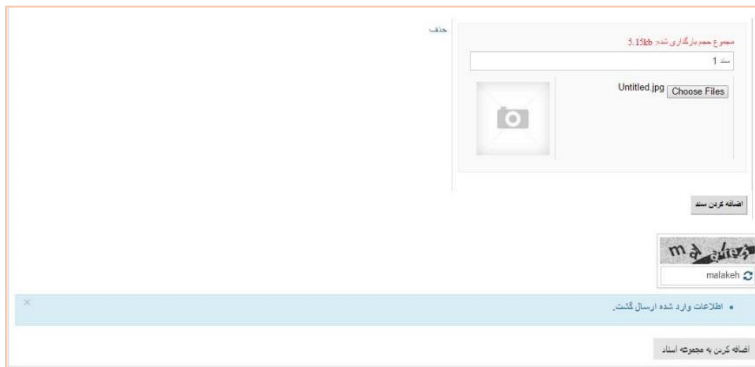 حذف
مجموع حجم بارگذاری شده: 5.15kb
سند 1
Untitled.jpg Choose Files
اضافه کردن سند
malakeh
اطلاعات وارد شده ارسال گشت.
اضافه کردن به مجموعه اسناد